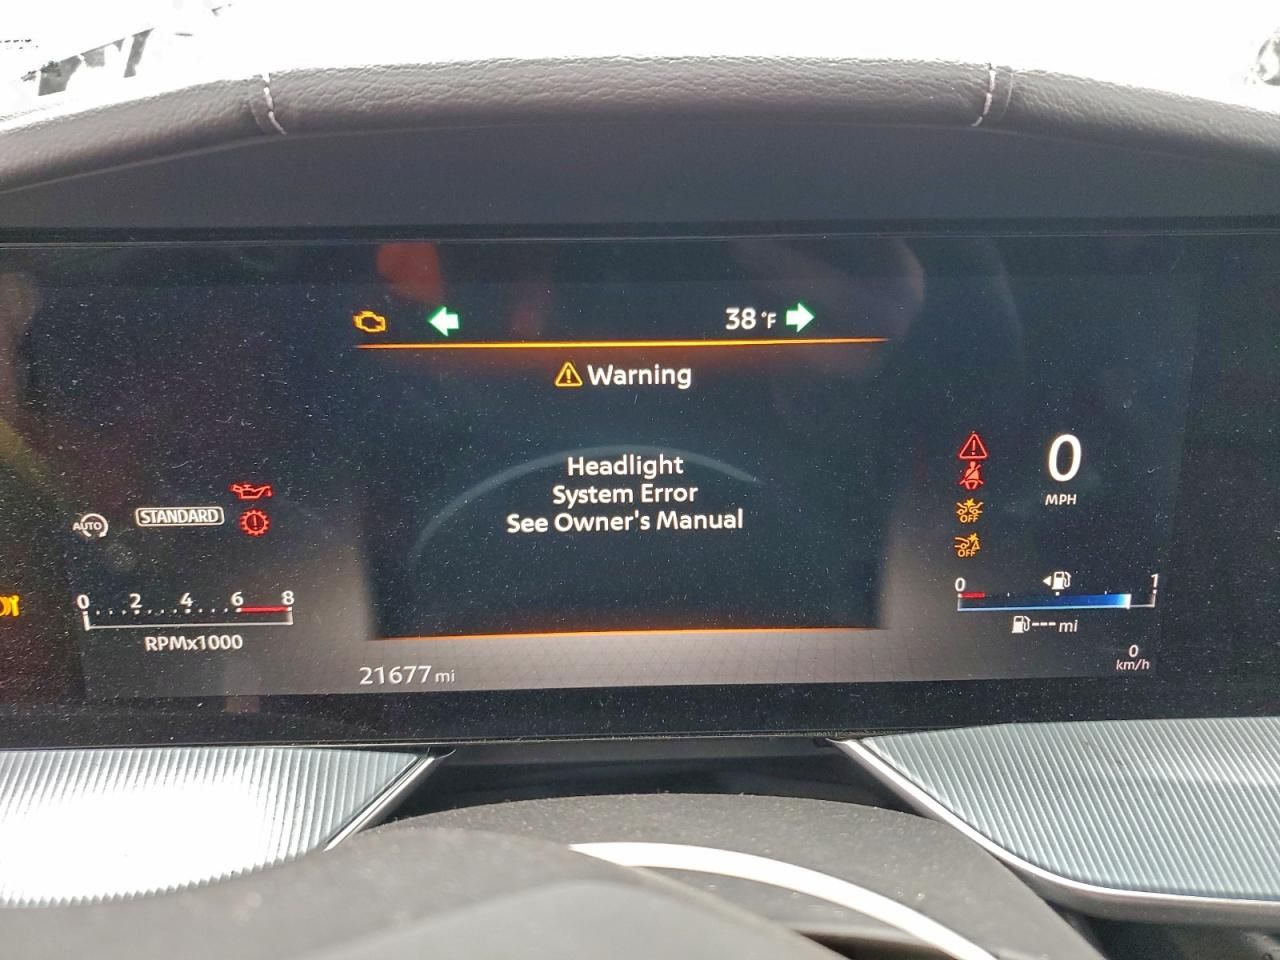 38 °F
Warning
Headlight
System Error
See Owner's Manual
AUTO
STANDARD
0 2 4 6 8
RPMx1000
21677 mi
0
MPH
OFF
OFF
0 1
--- mi
0
km/h